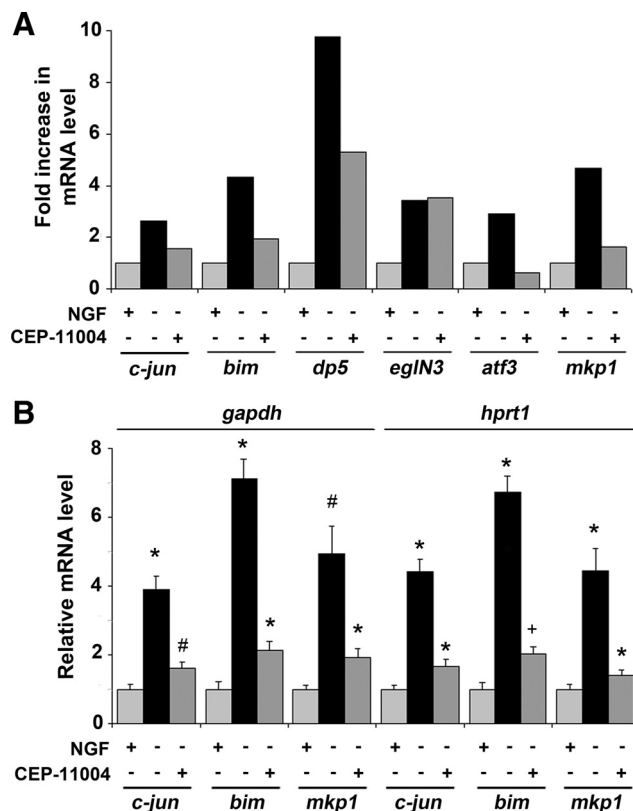 A
Fold increase in
mRNA level
10
8
6
4
2
0
NGF + - - + - - + - - + - - + - - + - -
CEP-11004 - - + - - + - - + - - + - - + - - +
c-jun bim dp5 eglN3 atf3 mkp1
B
gapdh hprt1
Relative mRNA level
8
6
4
2
0
* # * * # * * * * + * *
NGF + - - + - - + - - + - - + - - + - -
CEP-11004 - - + - - + - - + - - + - - + - - +
c-jun bim mkp1 c-jun bim mkp1